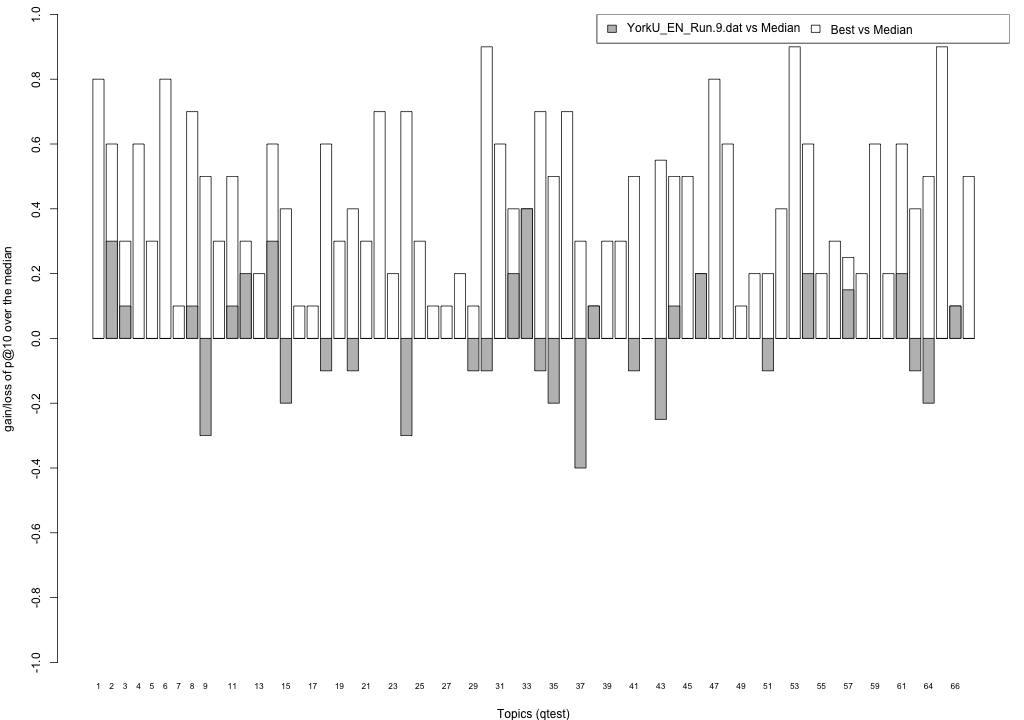 YorkU_EN_Run.9.dat vs Median Best vs Median
gain/loss of p@10 over the median
1.0
0.8
0.6
0.4
0.2
0.0
-0.2
-0.4
-0.6
-0.8
-1.0
1 2 3 4 5 6 7 8 9 11 13 15 17 19 21 23 25 27 29 31 33 35 37 39 41 43 45 47 49 51 53 55 57 59 61 64 66
Topics (qtest)